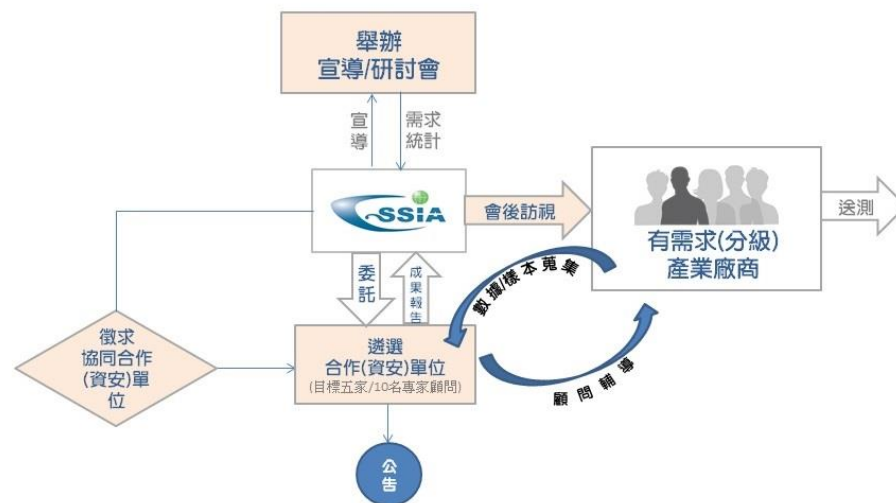 舉辦
宣導/研討會
宣導
需求
統計
SSIA
會後訪視
有需求(分級)
產業廠商
送測
委託
成果報告
數據/樣本蒐集
徵求
協同合作
(資安)單
位
遴選
合作(資安)單位
(目標五家/10名專家顧問)
顧問輔導
公告